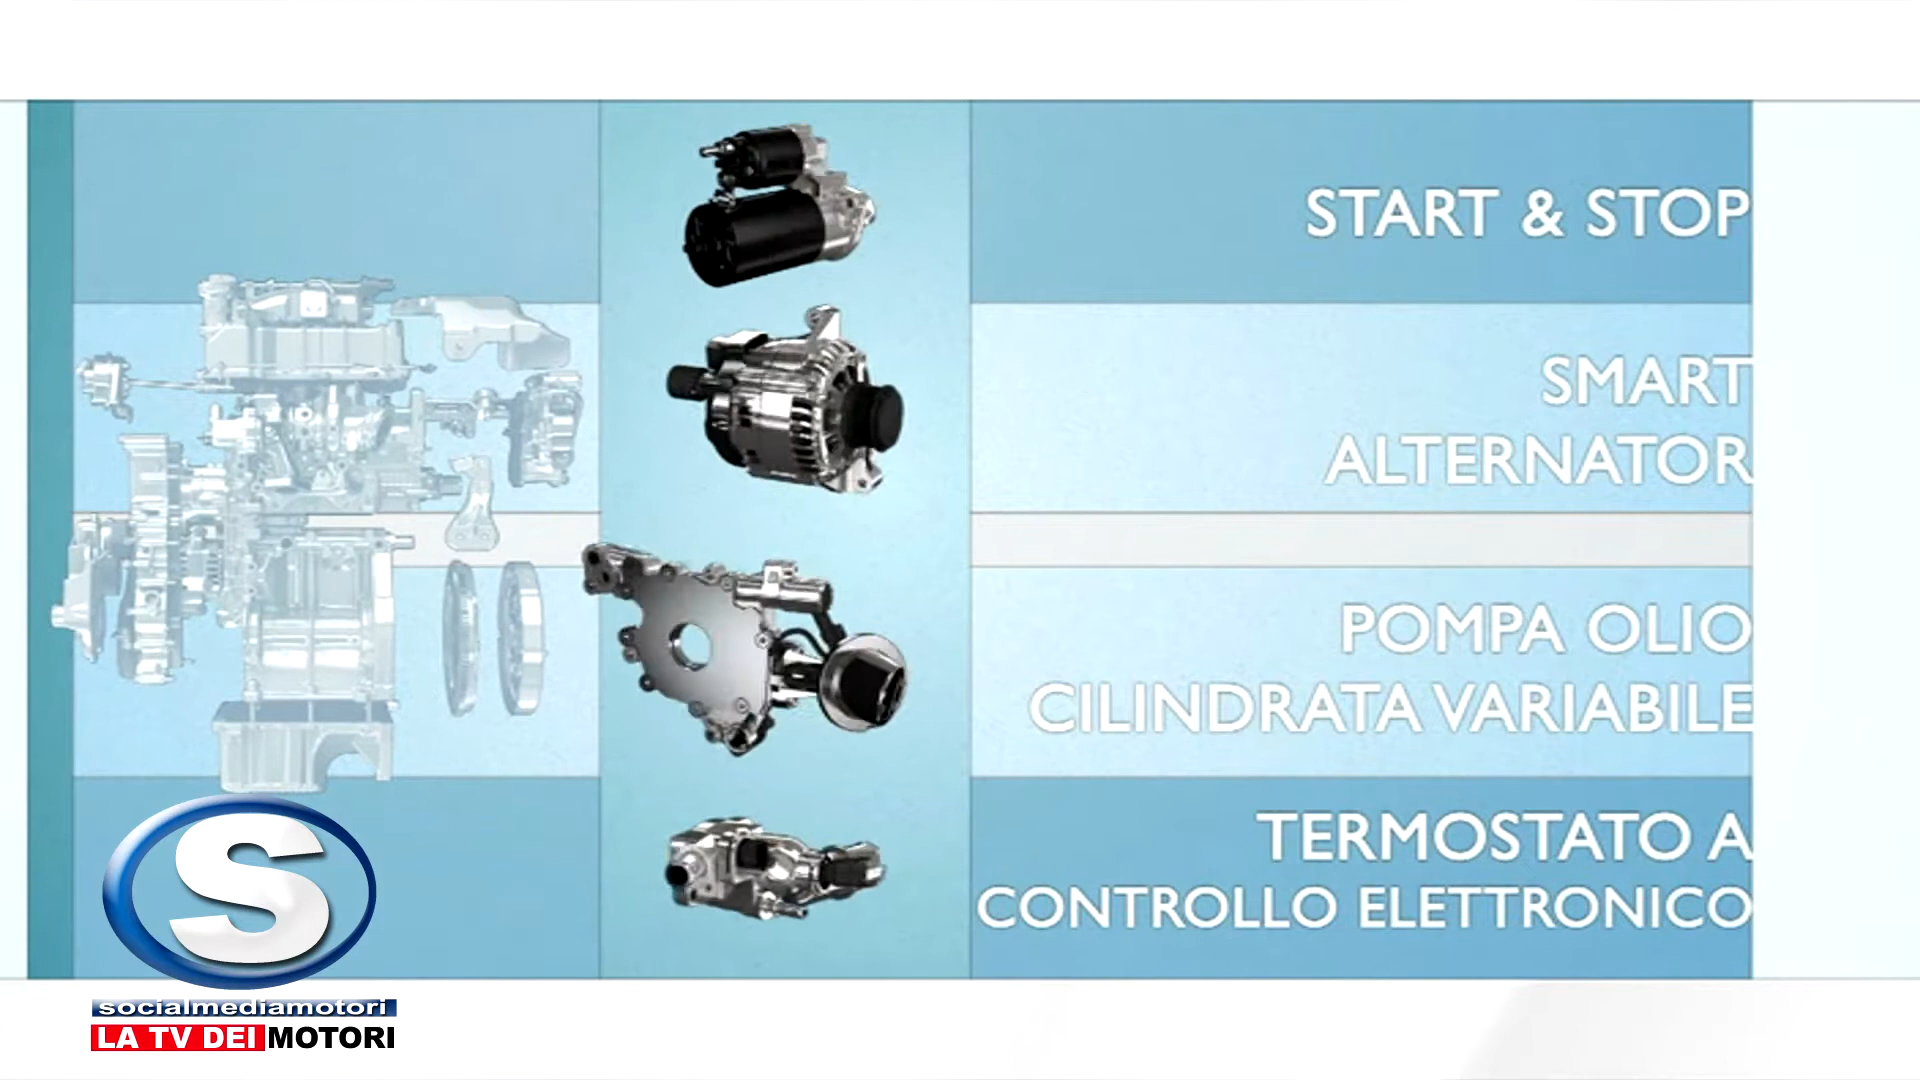 START & STOP
SMART
ALTERNATOR
POMPA OLIO
CILINDRATA VARIABILE
TERMOSTATO A
CONTROLLO ELETTRONICO
S
socialmediamotori
LA TV DEI MOTORI